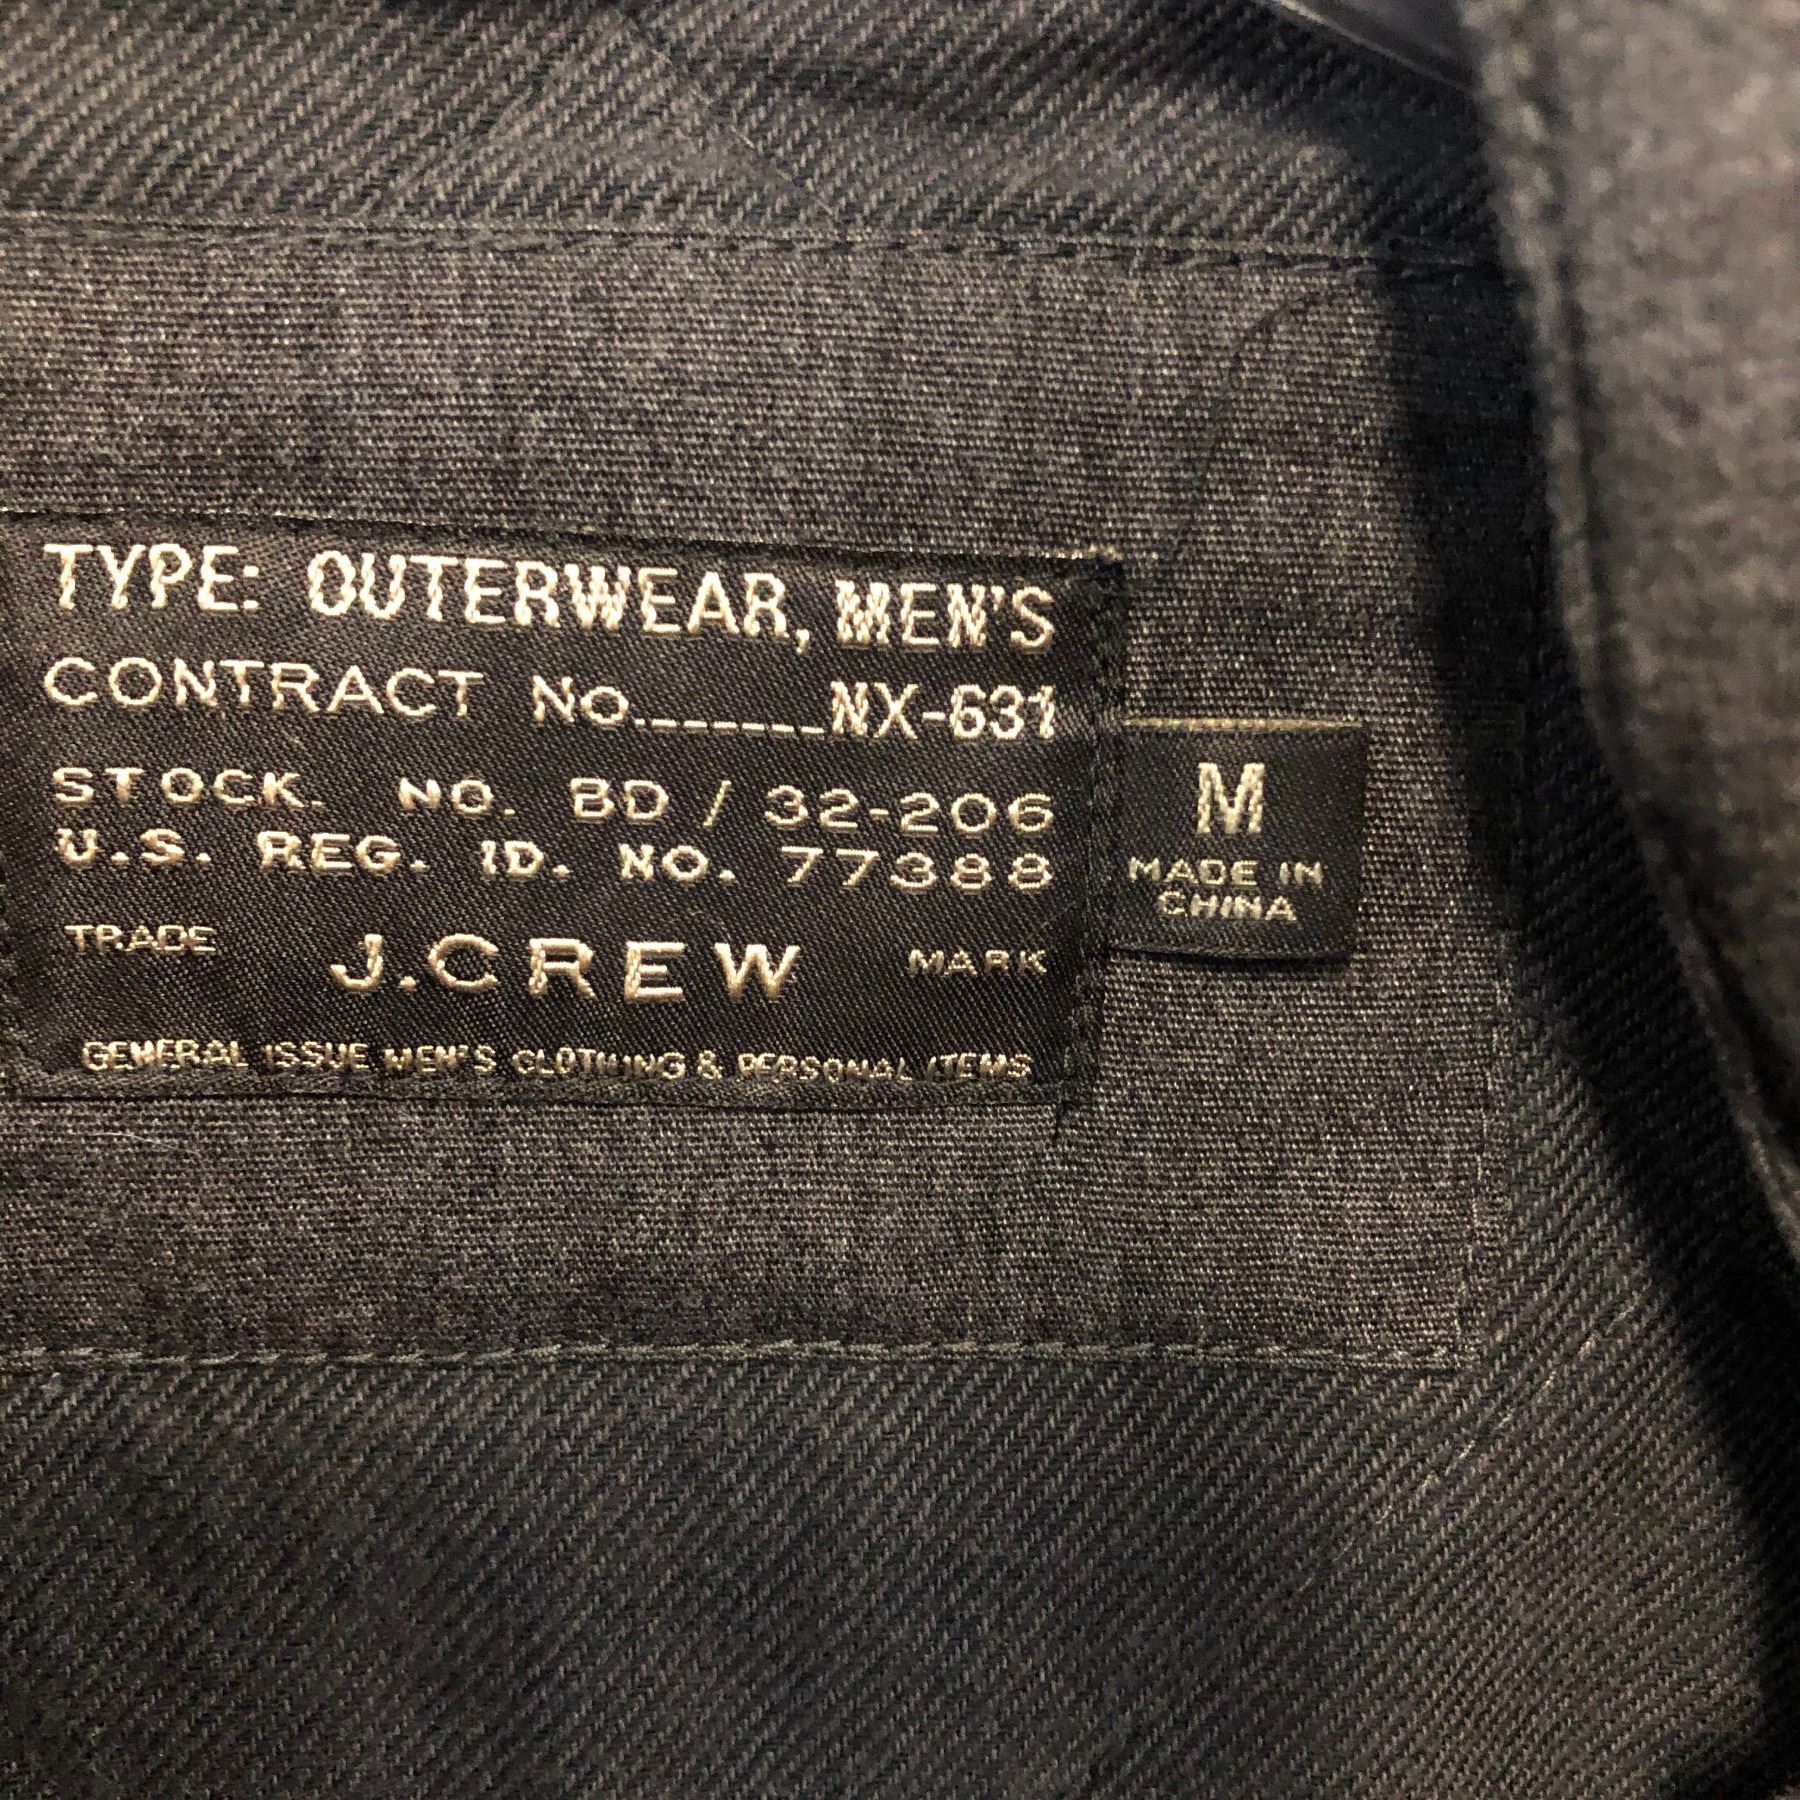 TYPE: OUTERWEAR, MEN'S
CONTRACT No._______NX-631
STOCK. NO. BD / 32-206
U.S. REG. ID. NO. 77388
TRADE J.CREW MARK
GENERAL ISSUE MEN'S CLOTHING & PERSONAL ITEMS
M
MADE IN
CHINA